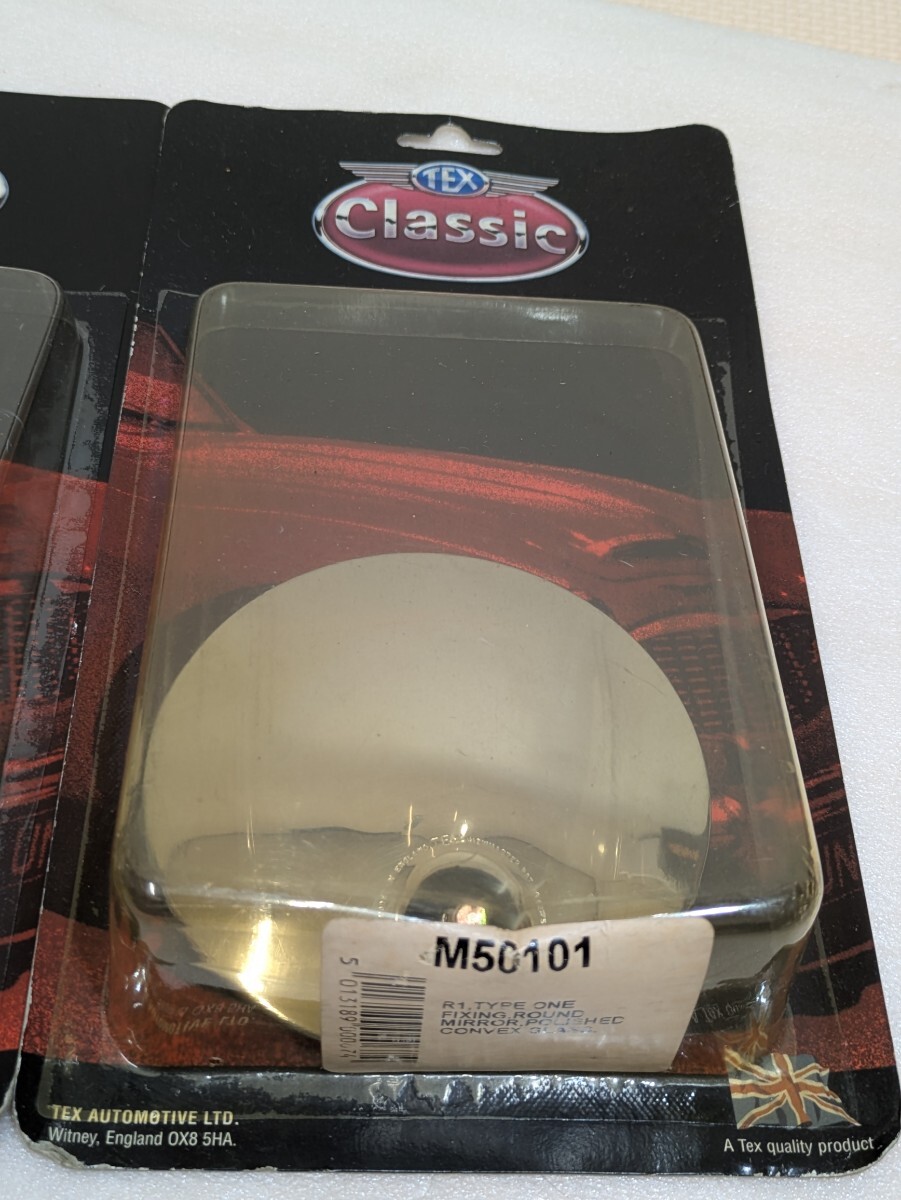 TEX
Classic
M50101
R1,TYPE ONE
FIXING,ROUND
MIRROR,POLISHED
CONVEX GLASS.
TEX AUTOMOTIVE LTD.
Witney, England OX8 5HA.
A Tex quality product